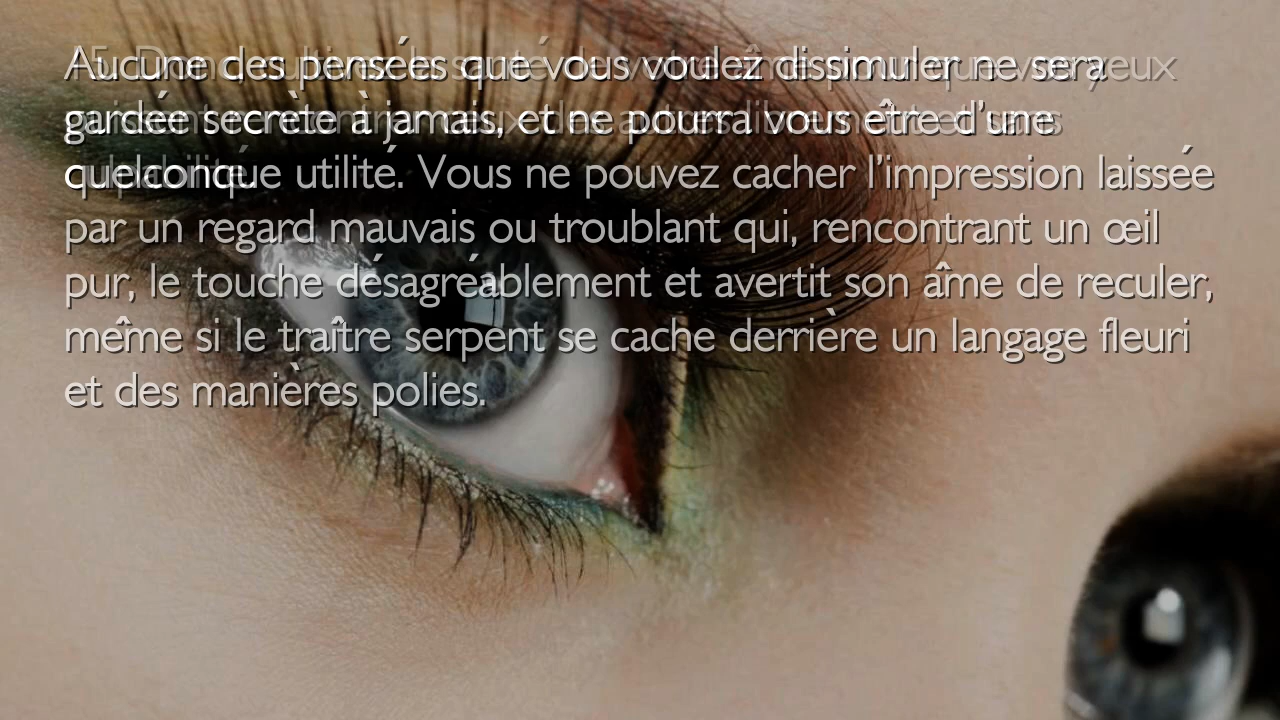 Aucune des pensées que vous voulez dissimuler ne sera
gardée secrète à jamais, et ne pourra vous être d'une
quelconque utilité. Vous ne pouvez cacher l'impression laissée
par un regard mauvais ou troublant qui, rencontrant un œil
pur, le touche désagréablement et avertit son âme de reculer,
même si le traître serpent se cache derrière un langage fleuri
et des manières polies.